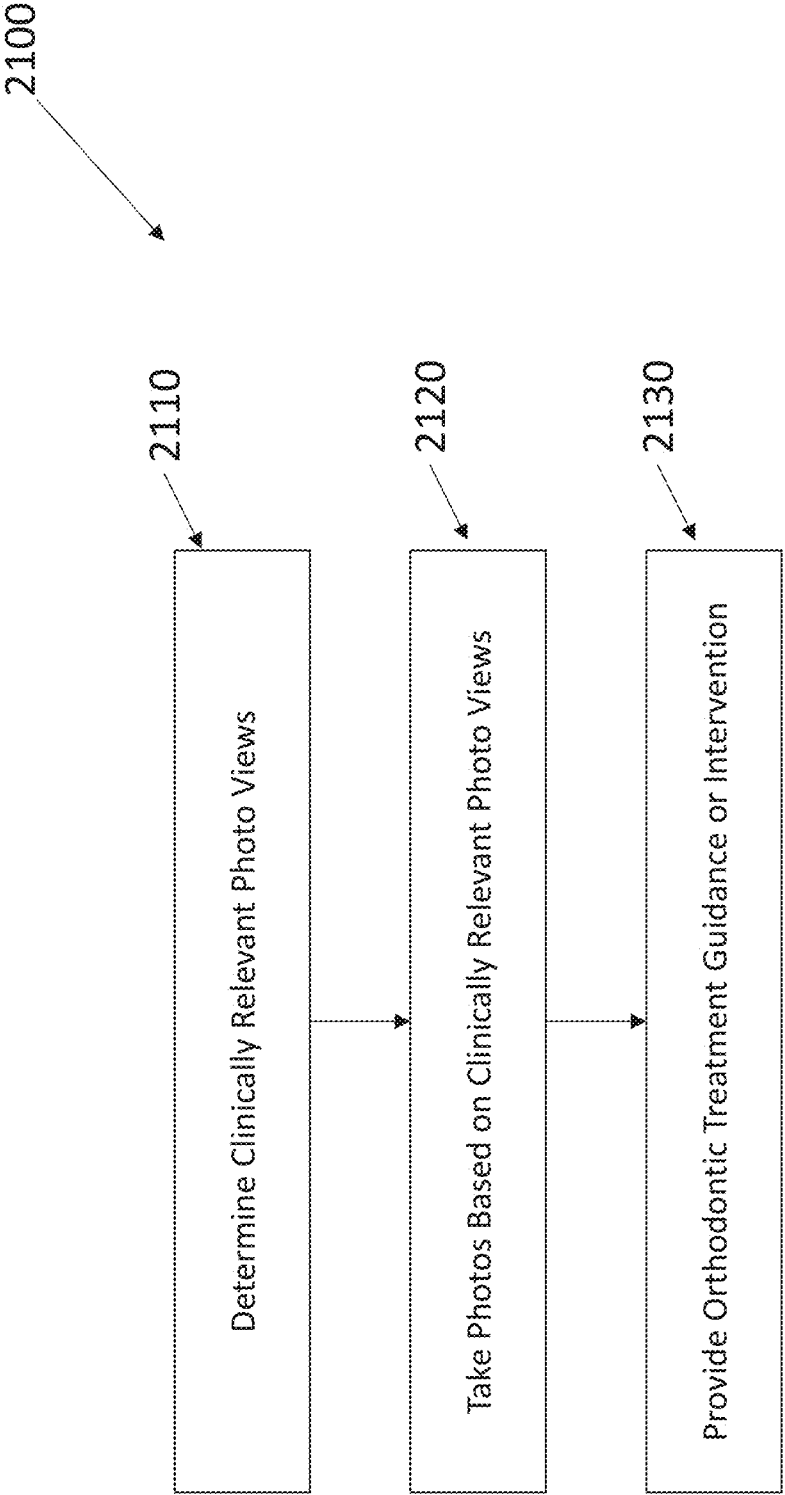 2100
2110
Determine Clinically Relevant Photo Views
2120
Take Photos Based on Clinically Relevant Photo Views
2130
Provide Orthodontic Treatment Guidance or Intervention